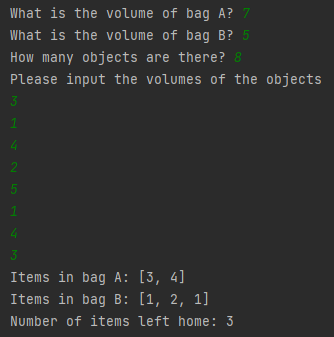 What is the volume of bag A? 7
What is the volume of bag B? 5
How many objects are there? 8
Please input the volumes of the objects
3
1
4
2
5
1
4
3
Items in bag A: [3, 4]
Items in bag B: [1, 2, 1]
Number of items left home: 3